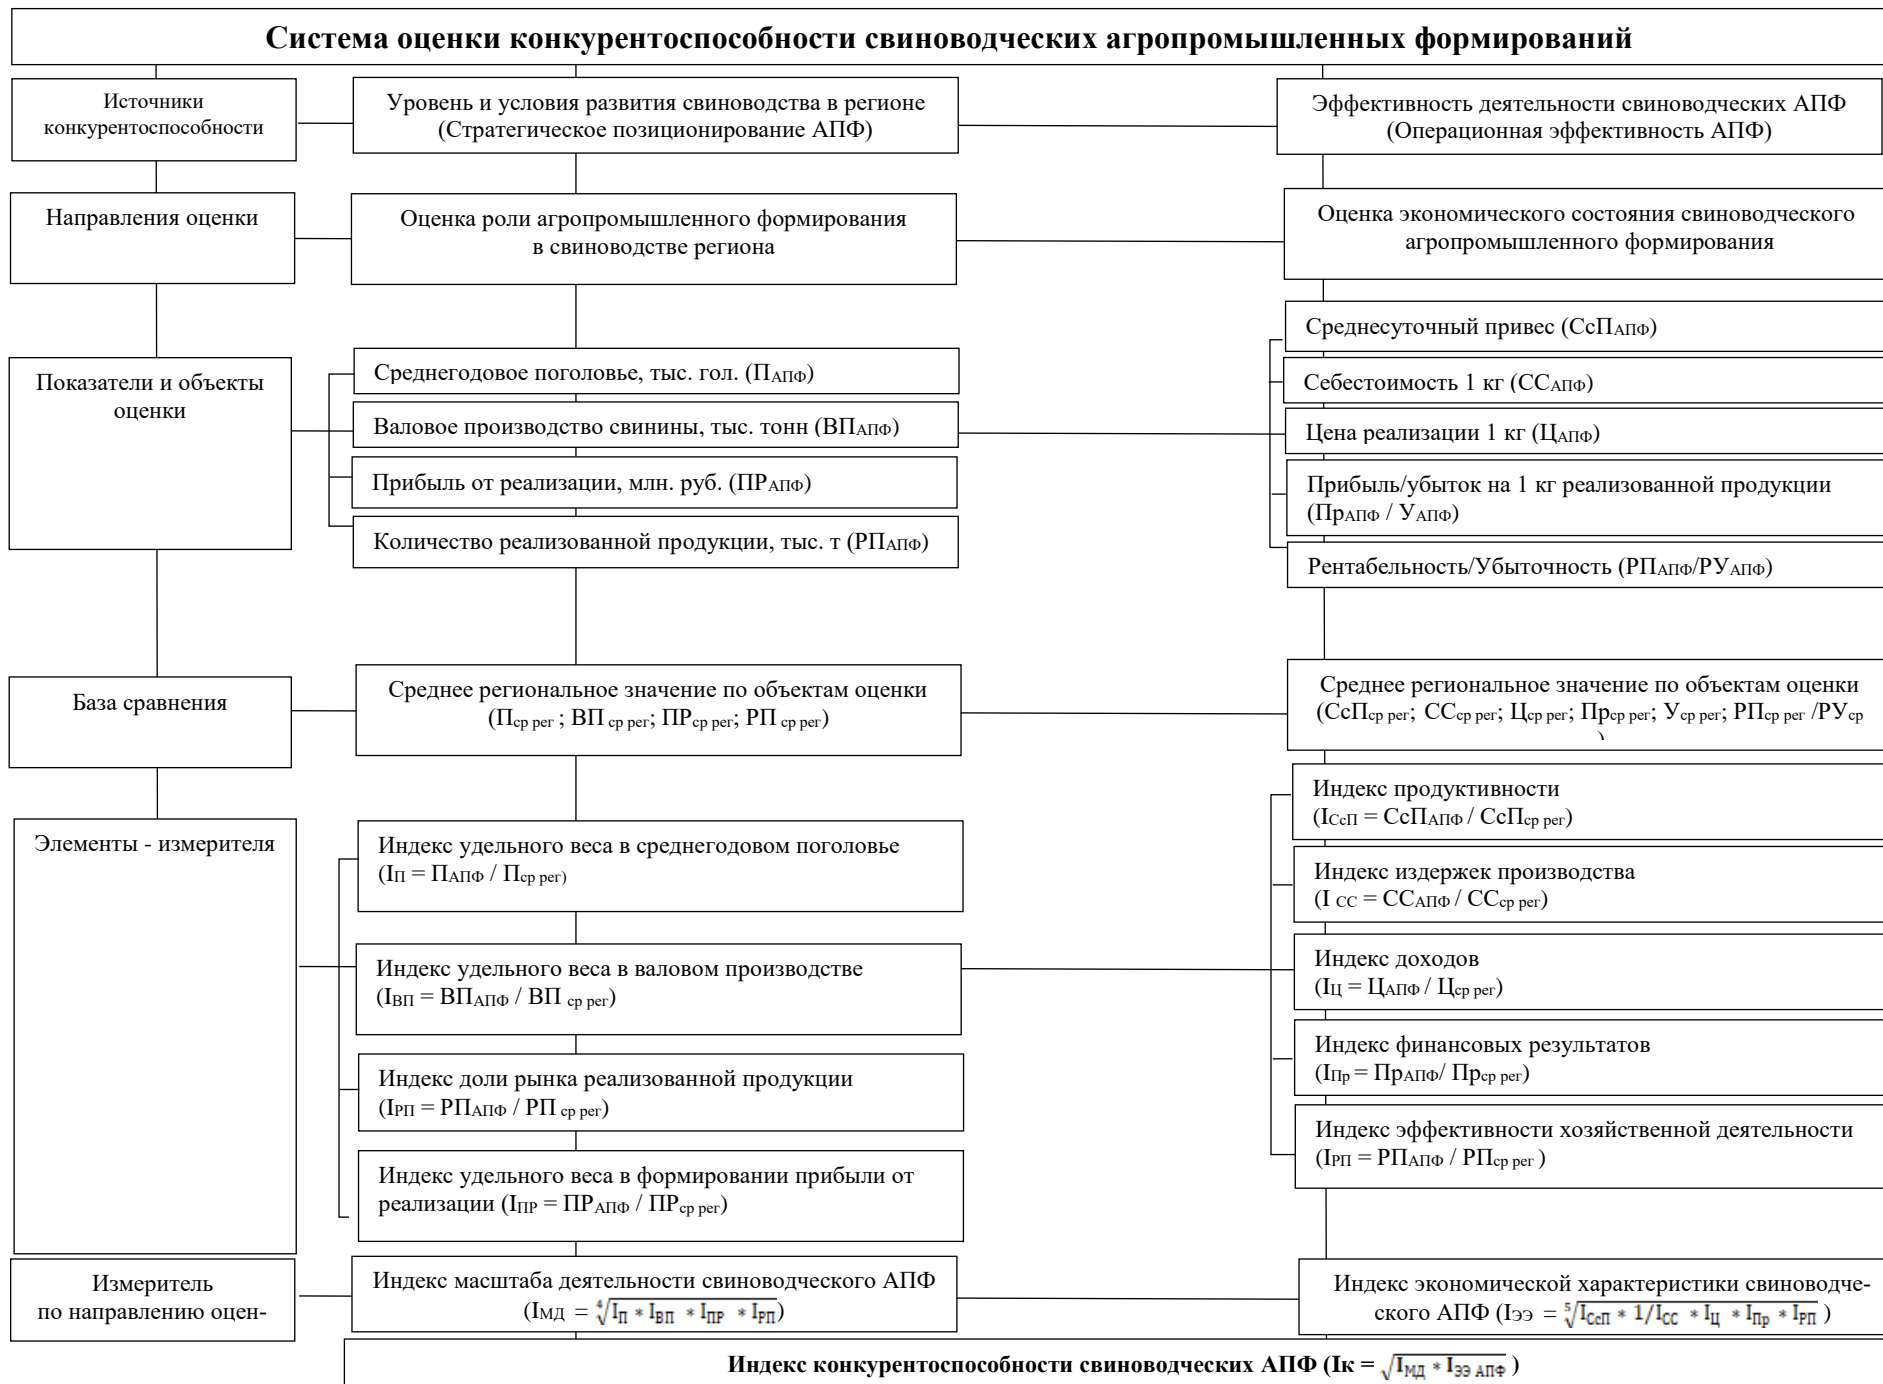 Система оценки конкурентоспособности свиноводческих агропромышленных формирований
Источники
конкурентоспособности
Уровень и условия развития свиноводства в регионе
(Стратегическое позиционирование АПФ)
Эффективность деятельности свиноводческих АПФ
(Операционная эффективность АПФ)
Направления оценки
Оценка роли агропромышленного формирования
в свиноводстве региона
Оценка экономического состояния свиноводческого
агропромышленного формирования
Показатели и объекты
оценки
Среднегодовое поголовье, тыс. гол. (ПАПФ)
Валовое производство свинины, тыс. тонн (ВПАПФ)
Прибыль от реализации, млн. руб. (ПРАПФ)
Количество реализованной продукции, тыс. т (РПАПФ)
Среднесуточный привес (СсПАПФ)
Себестоимость 1 кг (ССАПФ)
Цена реализации 1 кг (ЦАПФ)
Прибыль/убыток на 1 кг реализованной продукции
(ПрАПФ / УАПФ)
Рентабельность/Убыточность (РПАПФ/РУАПФ)
База сравнения
Среднее региональное значение по объектам оценки
(Пср рег ; ВП ср рег; ПРср рег; РП ср рег)
Среднее региональное значение по объектам оценки
(СсПср рег; ССср рег; Цср рег; Прср рег; Уср рег; РПср рег /РУср
)
Элементы - измерителя
Индекс удельного веса в среднегодовом поголовье
(IП = ПАПФ / Пср рег)
Индекс удельного веса в валовом производстве
(IВП = ВПАПФ / ВП ср рег)
Индекс доли рынка реализованной продукции
(IРП = РПАПФ / РП ср рег)
Индекс удельного веса в формировании прибыли от
реализации (IПР = ПРАПФ / ПРср рег)
Индекс продуктивности
(IСсП = СсПАПФ / СсПср рег)
Индекс издержек производства
(I СС = ССАПФ / ССср рег)
Индекс доходов
(IЦ = ЦАПФ / Цср рег)
Индекс финансовых результатов
(IПр = ПрАПФ/ Прср рег)
Индекс эффективности хозяйственной деятельности
(IРП = РПАПФ / РПср рег )
Измеритель
по направлению оцен-
Индекс масштаба деятельности свиноводческого АПФ
(IМД = ∜(IП * IВП * IПР * IРП))
Индекс экономической характеристики свиноводче-
ского АПФ (IЭЭ = ⁵√(IСсП * 1/IСС * IЦ * IПр * IРП) )
Индекс конкурентоспособности свиноводческих АПФ (Iк = √(IМД * IЭЭ АПФ) )